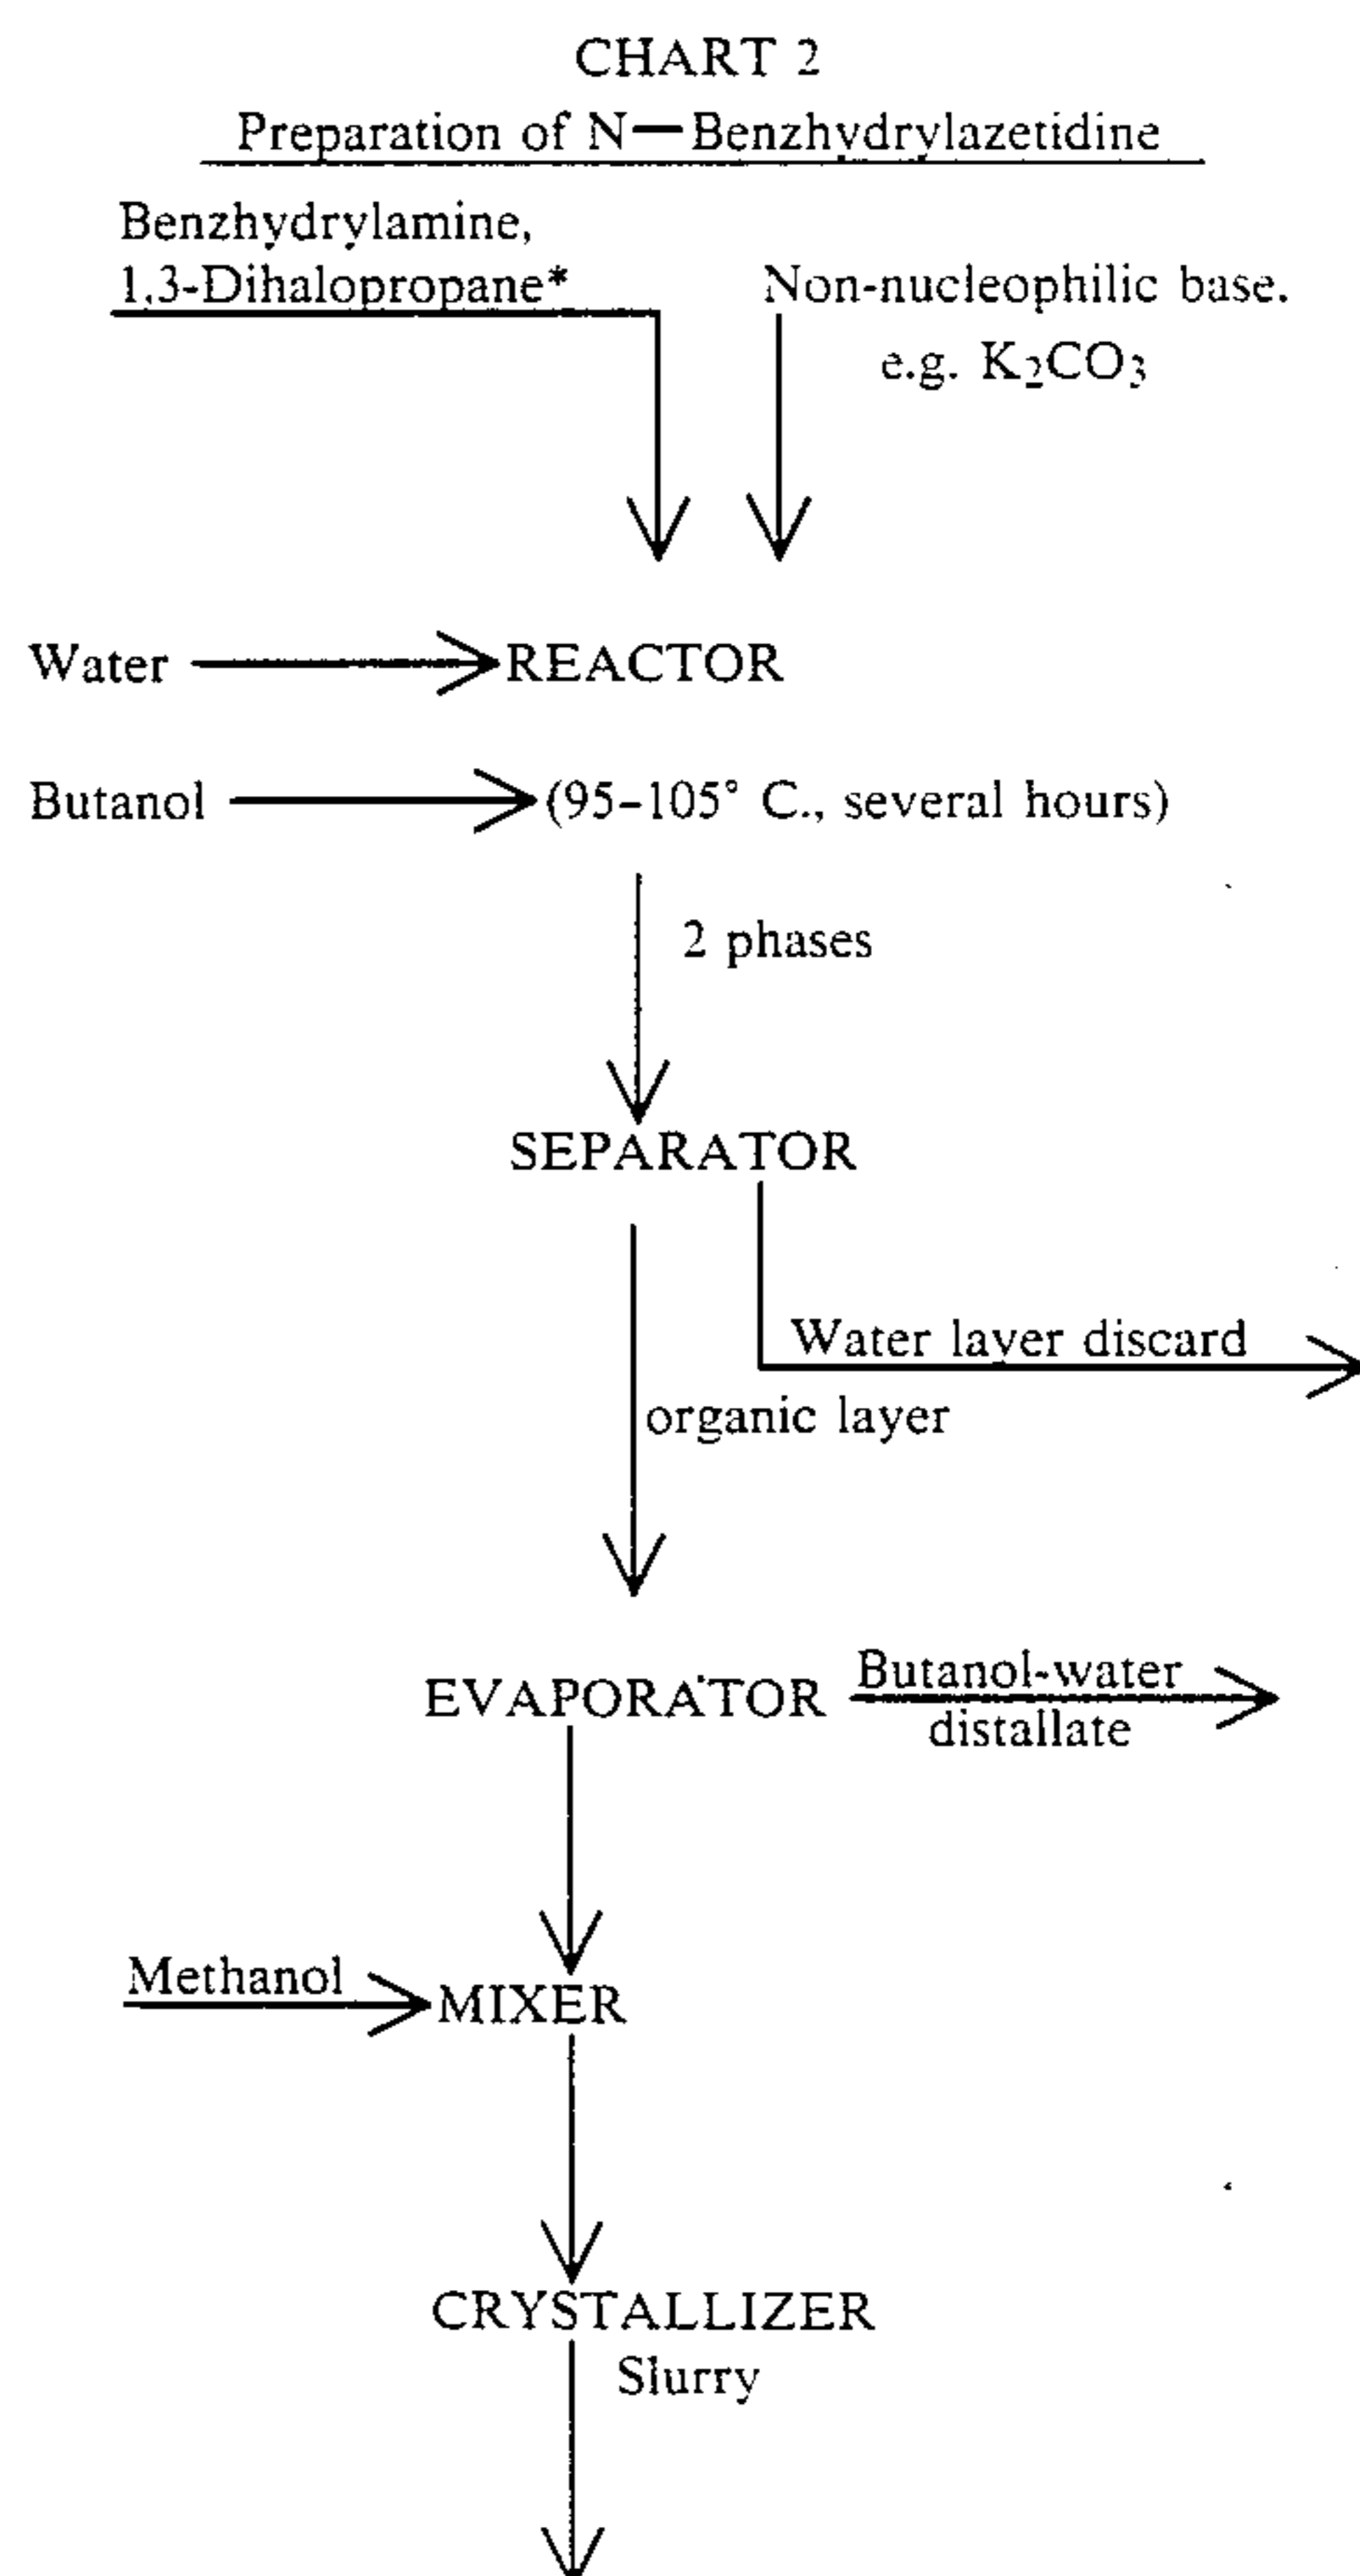 CHART 2
Preparation of N—Benzhydrylazetidine
Benzhydrylamine,
1,3-Dihalopropane*
Non-nucleophilic base.
e.g. K₂CO₃
Water
REACTOR
Butanol
(95–105° C., several hours)
2 phases
SEPARATOR
Water layer discard
organic layer
EVAPORATOR
Butanol-water
distallate
Methanol
MIXER
CRYSTALLIZER
Slurry